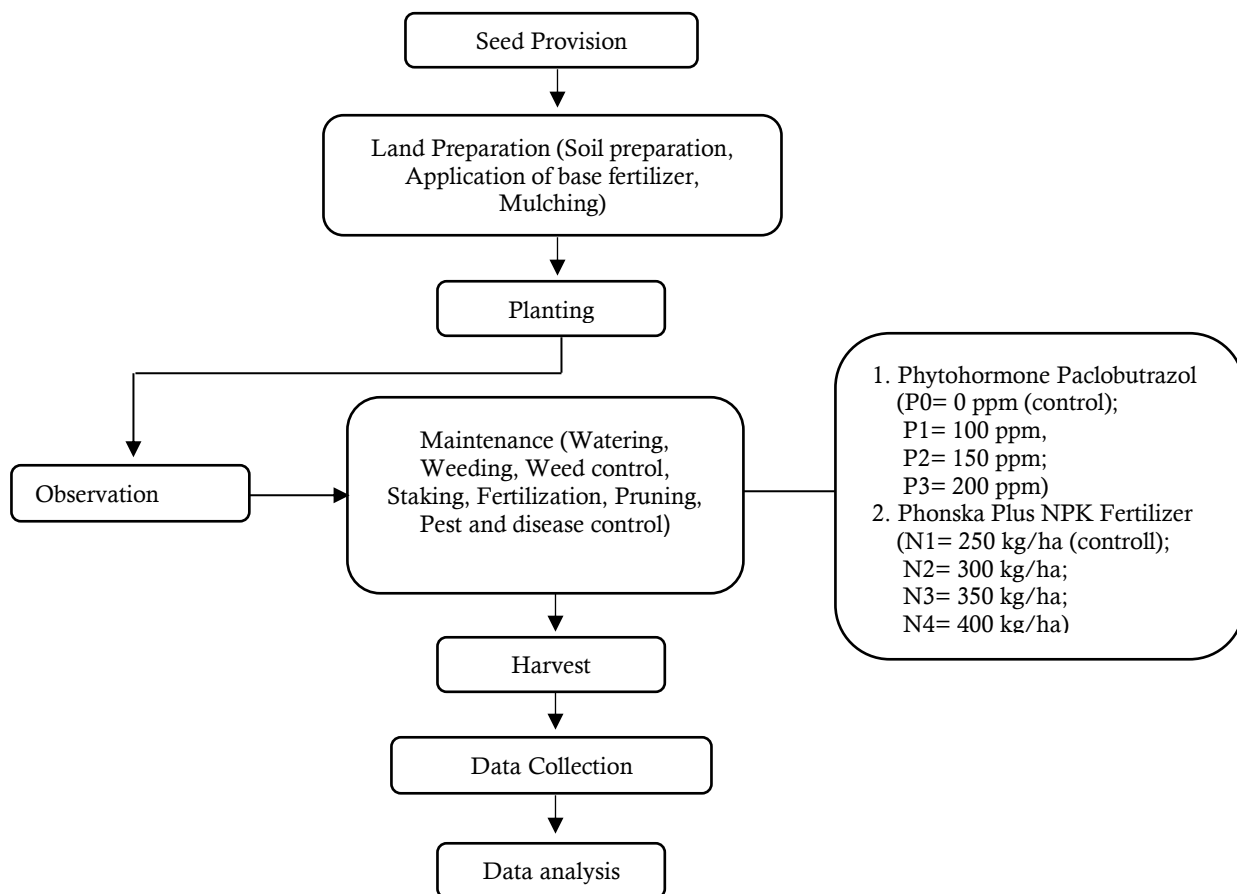 Seed Provision
Land Preparation (Soil preparation,
Application of base fertilizer,
Mulching)
Planting
Observation
Maintenance (Watering,
Weeding, Weed control,
Staking, Fertilization, Pruning,
Pest and disease control)
1. Phytohormone Paclobutrazol
(P0= 0 ppm (control);
P1= 100 ppm,
P2= 150 ppm;
P3= 200 ppm)
2. Phonska Plus NPK Fertilizer
(N1= 250 kg/ha (controll;
N2= 300 kg/ha;
N3= 350 kg/ha;
N4= 400 kg/ha)
Harvest
Data Collection
Data analysis